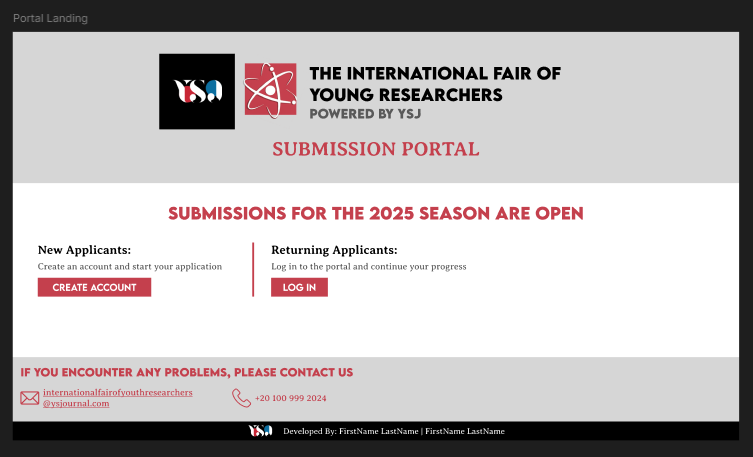 Portal Landing
YSJ
THE INTERNATIONAL FAIR OF
YOUNG RESEARCHERS
POWERED BY YSJ
SUBMISSION PORTAL
SUBMISSIONS FOR THE 2025 SEASON ARE OPEN
New Applicants:
Create an account and start your application
CREATE ACCOUNT
Returning Applicants:
Log in to the portal and continue your progress
LOG IN
IF YOU ENCOUNTER ANY PROBLEMS, PLEASE CONTACT US
internationalfairofyouthresearchers
@ysjournal.com
+20 100 999 2024
YSJ
Developed By: FirstName LastName | FirstName LastName